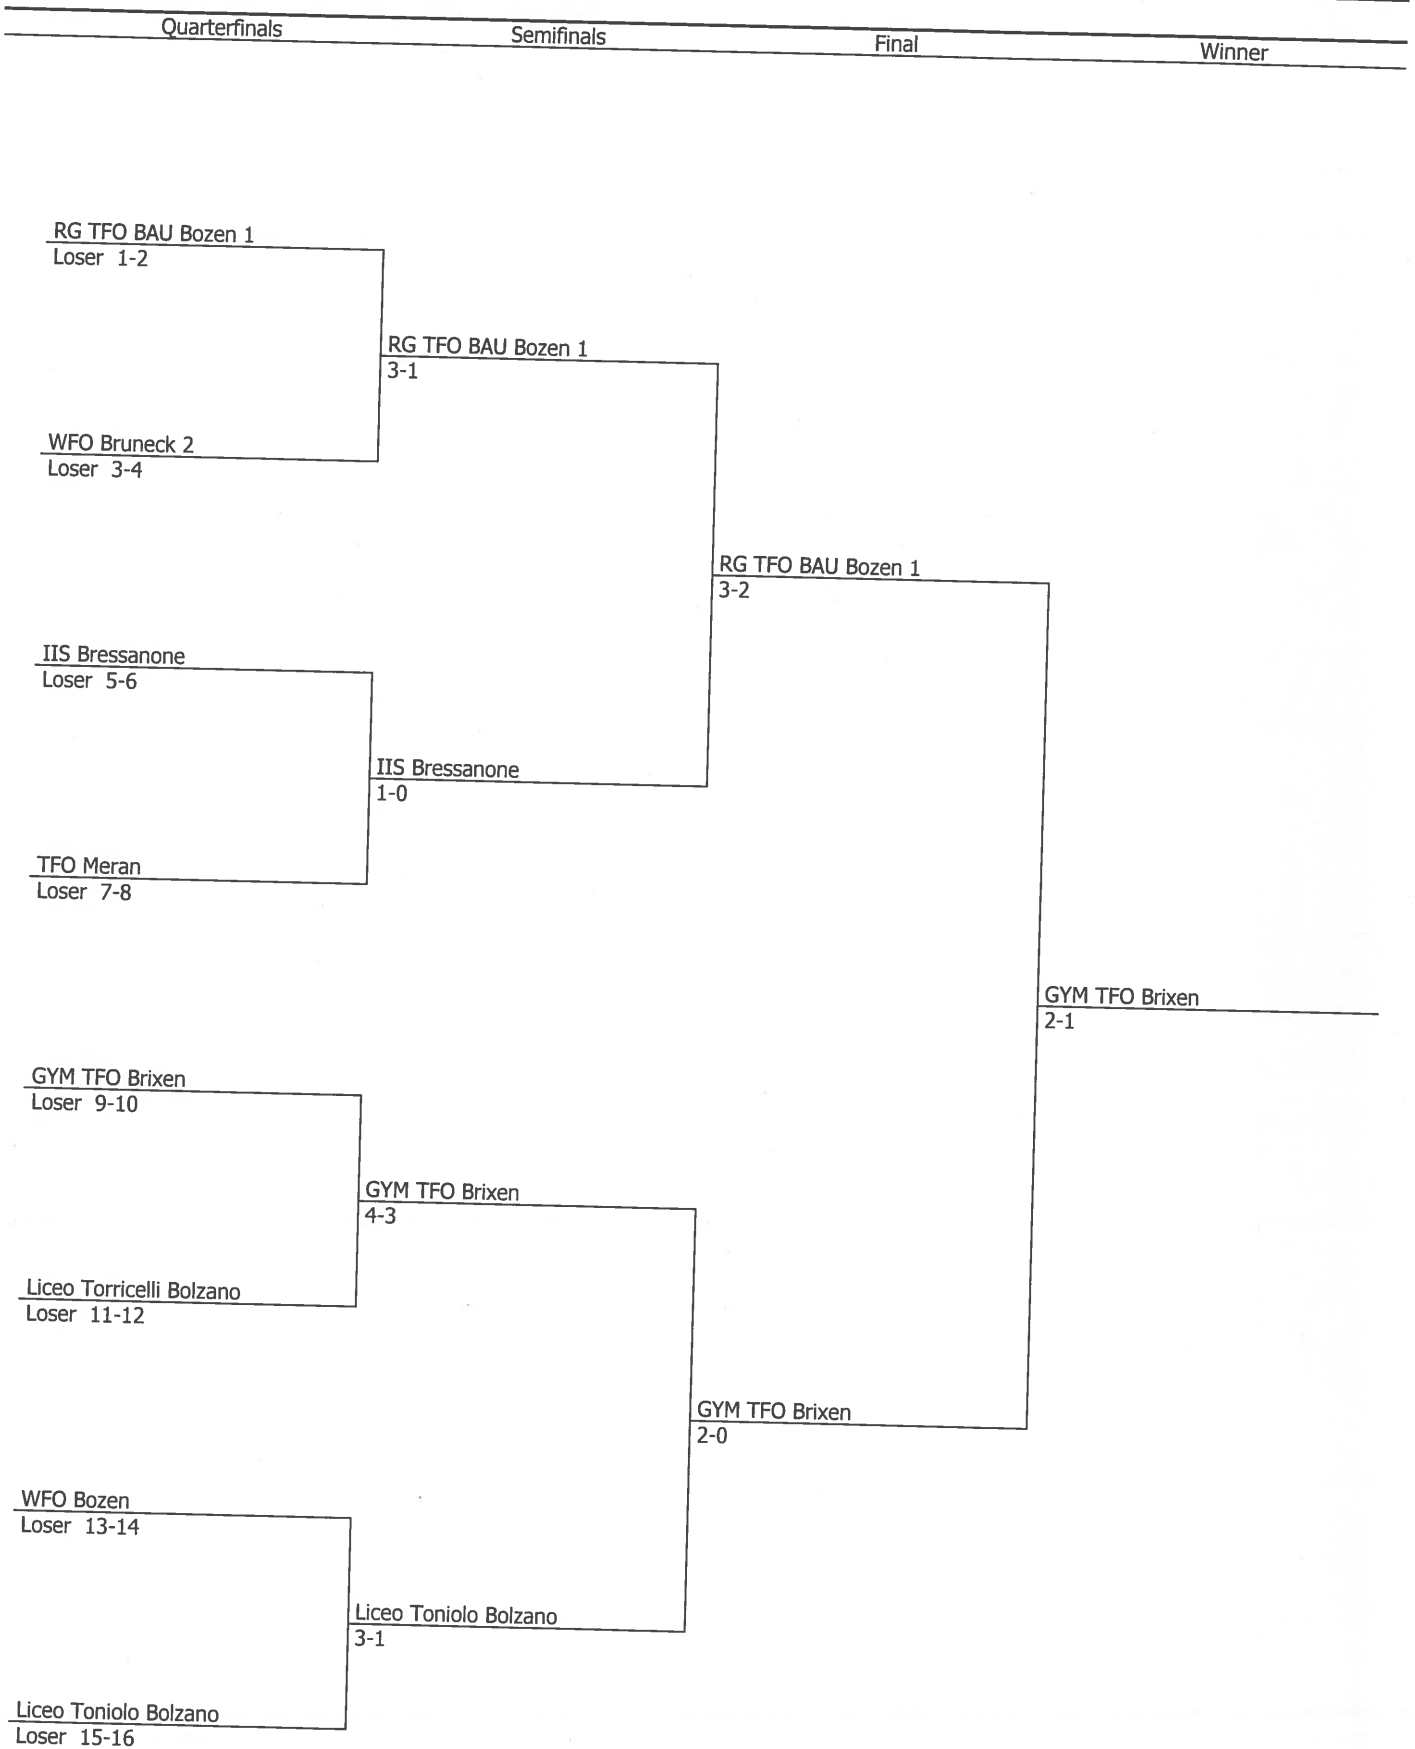 Quarterfinals Semifinals Final Winner
RG TFO BAU Bozen 1
Loser 1-2
RG TFO BAU Bozen 1
3-1
WFO Bruneck 2
Loser 3-4
RG TFO BAU Bozen 1
3-2
IIS Bressanone
Loser 5-6
IIS Bressanone
1-0
TFO Meran
Loser 7-8
GYM TFO Brixen
2-1
GYM TFO Brixen
Loser 9-10
GYM TFO Brixen
4-3
Liceo Torricelli Bolzano
Loser 11-12
GYM TFO Brixen
2-0
WFO Bozen
Loser 13-14
Liceo Toniolo Bolzano
3-1
Liceo Toniolo Bolzano
Loser 15-16